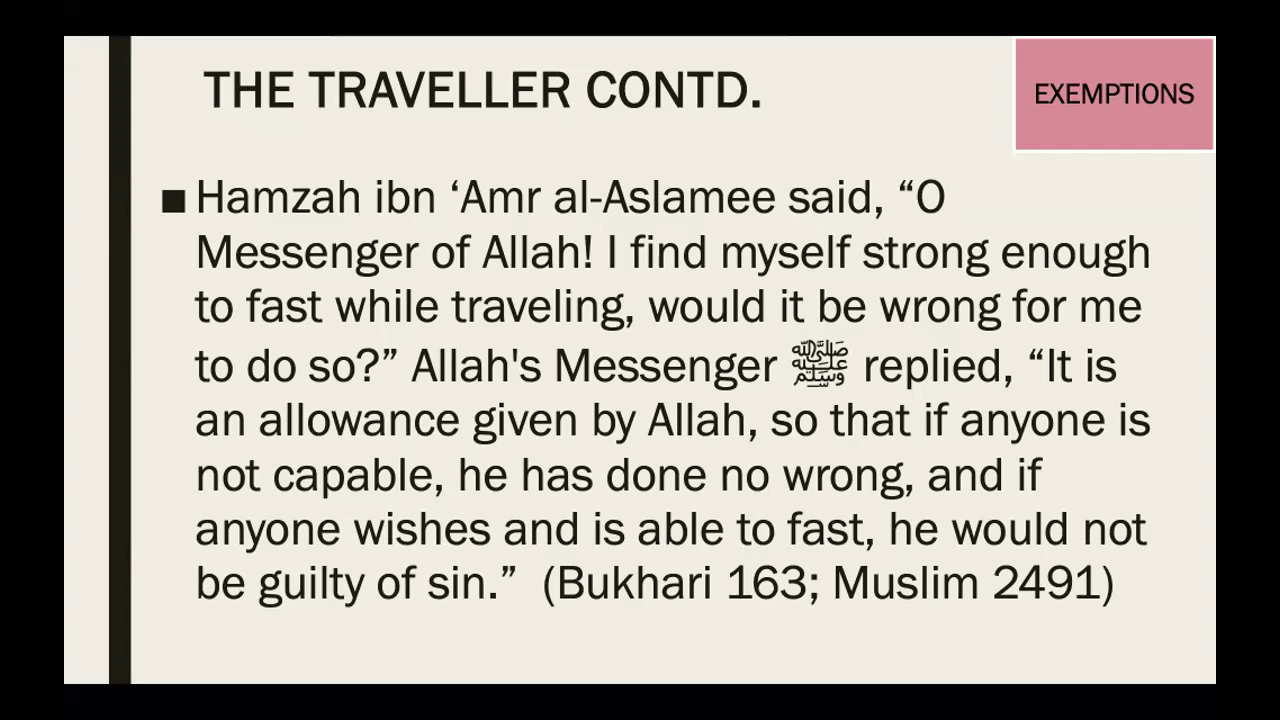 THE TRAVELLER CONTD.
EXEMPTIONS
■ Hamzah ibn ‘Amr al-Aslamee said, “O
Messenger of Allah! I find myself strong enough
to fast while traveling, would it be wrong for me
to do so?” Allah's Messenger ﷺ replied, “It is
an allowance given by Allah, so that if anyone is
not capable, he has done no wrong, and if
anyone wishes and is able to fast, he would not
be guilty of sin.”  (Bukhari 163; Muslim 2491)